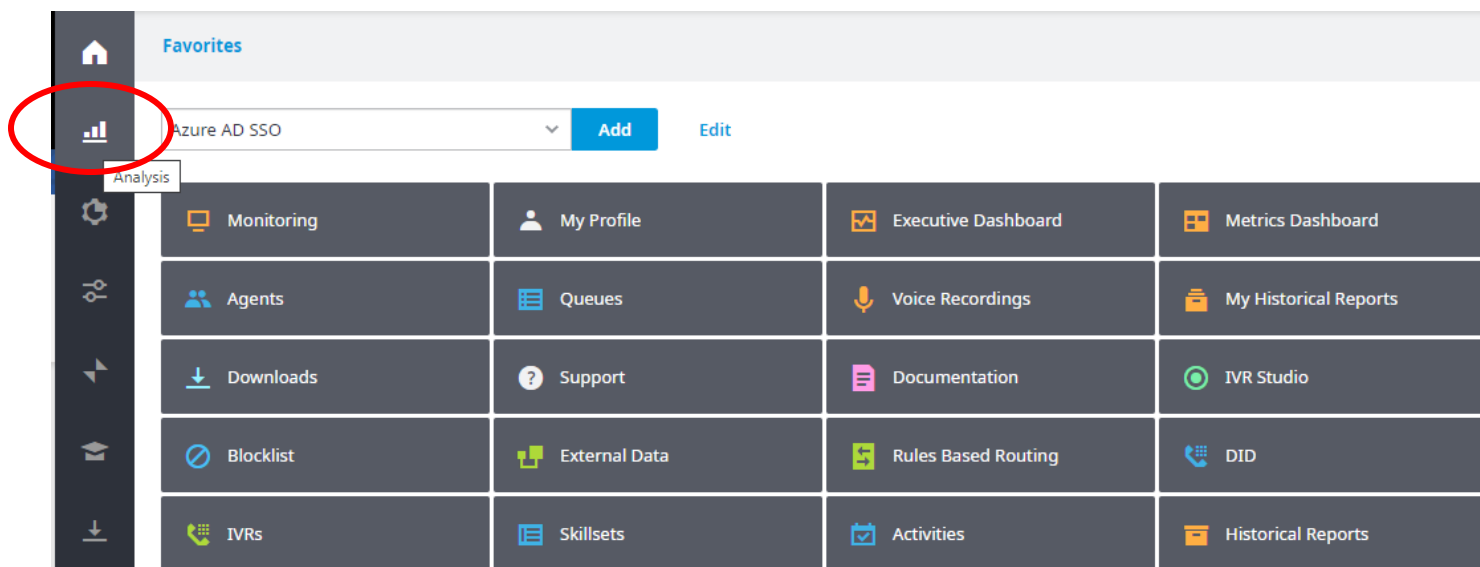 Favorites
Azure AD SSO
Add
Edit
Analysis
Monitoring
My Profile
Executive Dashboard
Metrics Dashboard
Agents
Queues
Voice Recordings
My Historical Reports
Downloads
Support
Documentation
IVR Studio
Blocklist
External Data
Rules Based Routing
DID
IVRs
Skillsets
Activities
Historical Reports